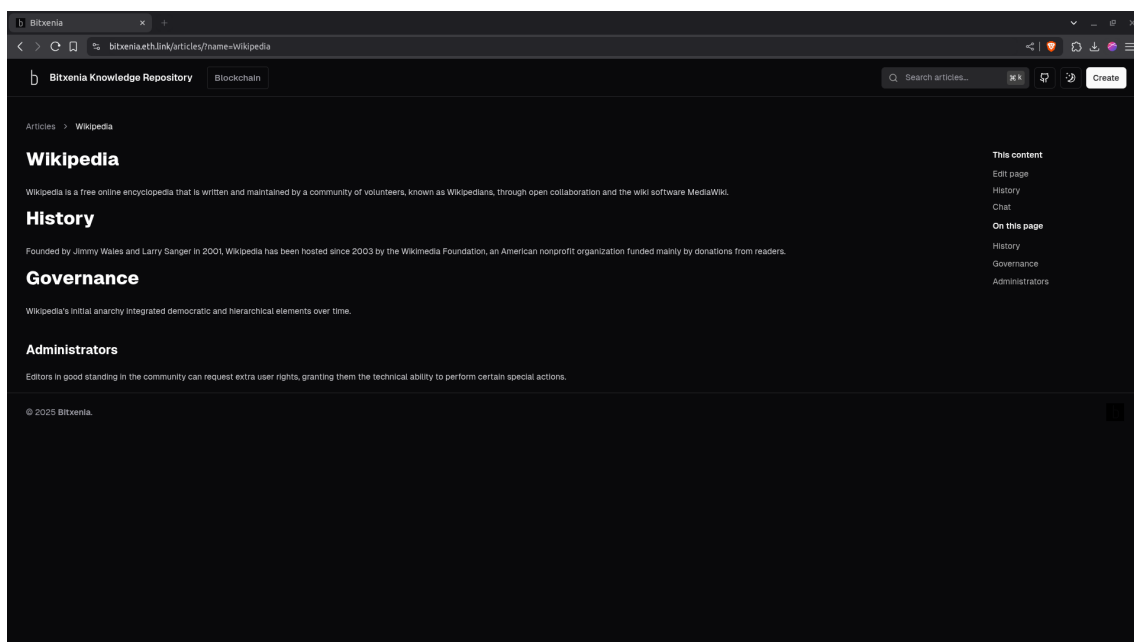 Bitxenia
bitxenia.eth.link/articles/?name=Wikipedia
b Bitxenia Knowledge Repository Blockchain Search articles... ⌘ k Create
Articles > Wikipedia
Wikipedia
Wikipedia is a free online encyclopedia that is written and maintained by a community of volunteers, known as Wikipedians, through open collaboration and the wiki software MediaWiki.
History
Founded by Jimmy Wales and Larry Sanger in 2001, Wikipedia has been hosted since 2003 by the Wikimedia Foundation, an American nonprofit organization funded mainly by donations from readers.
Governance
Wikipedia's initial anarchy integrated democratic and hierarchical elements over time.
Administrators
Editors in good standing in the community can request extra user rights, granting them the technical ability to perform certain special actions.
This content
Edit page
History
Chat
On this page
History
Governance
Administrators
© 2025 Bitxenia.